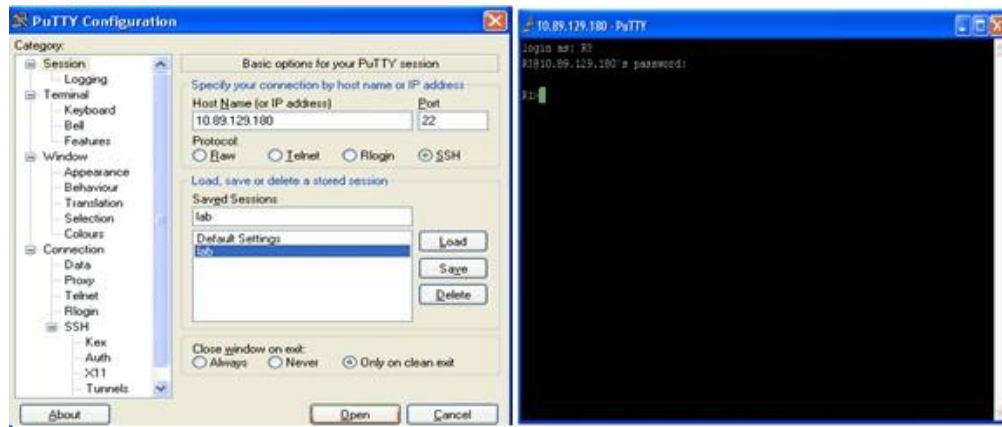 PuTTY Configuration
Category:
Session
Logging
Terminal
Keyboard
Bell
Features
Window
Appearance
Behaviour
Translation
Selection
Colours
Connection
Data
Proxy
Telnet
Rlogin
SSH
Kex
Auth
X11
Tunnels
Basic options for your PuTTY session
Specify your connection by host name or IP address
Host Name (or IP address) Port
10.89.129.180 22
Protocol:
Raw Telnet Rlogin SSH
Load, save or delete a stored session
Saved Sessions
lab
Default Settings
lab
Load
Save
Delete
Close window on exit:
Always Never Only on clean exit
About Open Cancel
10.89.129.180 - PuTTY
login as:
10.89.129.180's password: